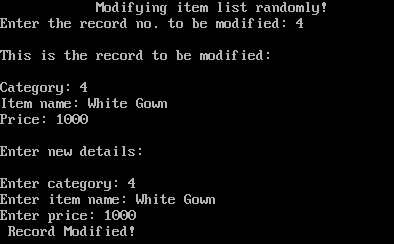 Modifying item list randomly!
Enter the record no. to be modified: 4
This is the record to be modified:
Category: 4
Item name: White Gown
Price: 1000
Enter new details:
Enter category: 4
Enter item name: White Gown
Enter price: 1000
Record Modified!